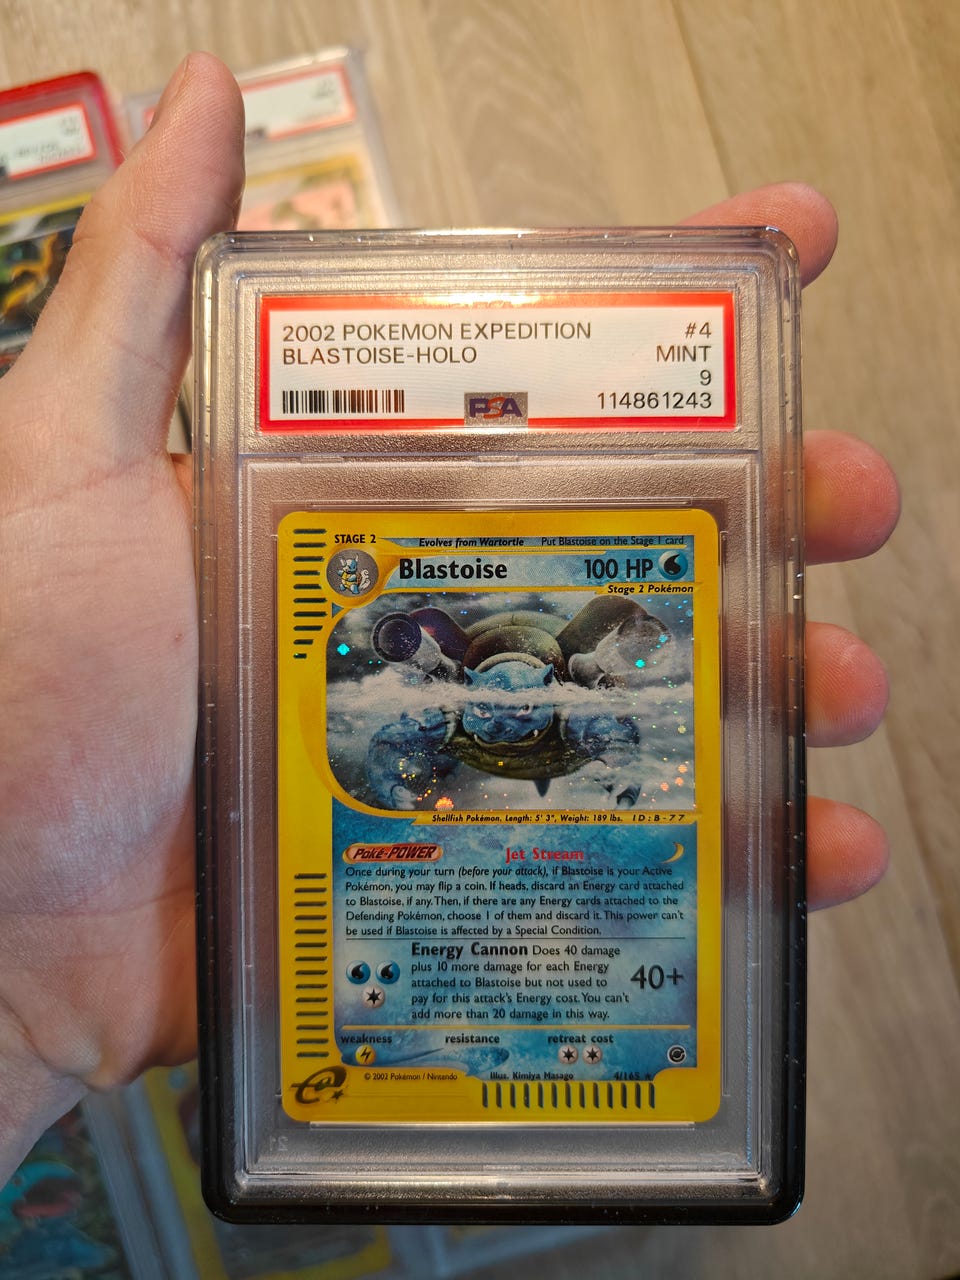 2002 POKEMON EXPEDITION #4
BLASTOISE-HOLO MINT
9
PSA 114861243
STAGE 2 Evolves from Wartortle Put Blastoise on the Stage 1 card
Blastoise 100 HP
Stage 2 Pokémon
Shellfish Pokémon. Length: 5' 3", Weight: 189 lbs. ID: B-77
Poké-POWER Jet Stream
Once during your turn (before your attack), if Blastoise is your Active
Pokémon, you may flip a coin. If heads, discard an Energy card attached
to Blastoise, if any. Then, if there are any Energy cards attached to the
Defending Pokémon, choose 1 of them and discard it. This power can't
be used if Blastoise is affected by a Special Condition.
Energy Cannon Does 40 damage
plus 10 more damage for each Energy
attached to Blastoise but not used to
pay for this attack's Energy cost. You can't
add more than 20 damage in this way.
40+
weakness resistance retreat cost
e
© 2002 Pokémon / Nintendo Illus. Kimiya Masago 4/165 ★